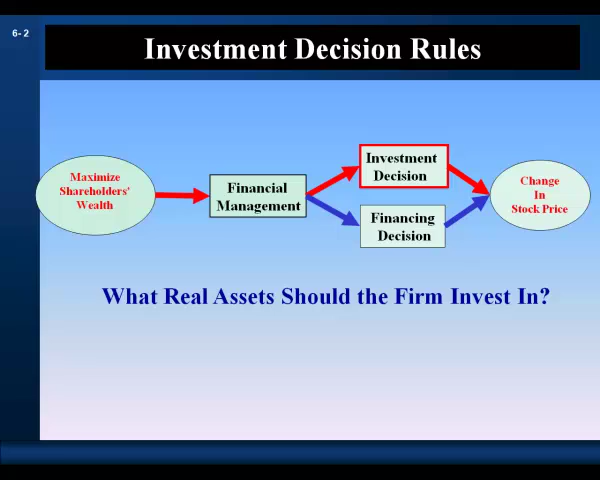 6- 2
Investment Decision Rules
Maximize
Shareholders'
Wealth
Financial
Management
Investment
Decision
Financing
Decision
Change
In
Stock Price
What Real Assets Should the Firm Invest In?